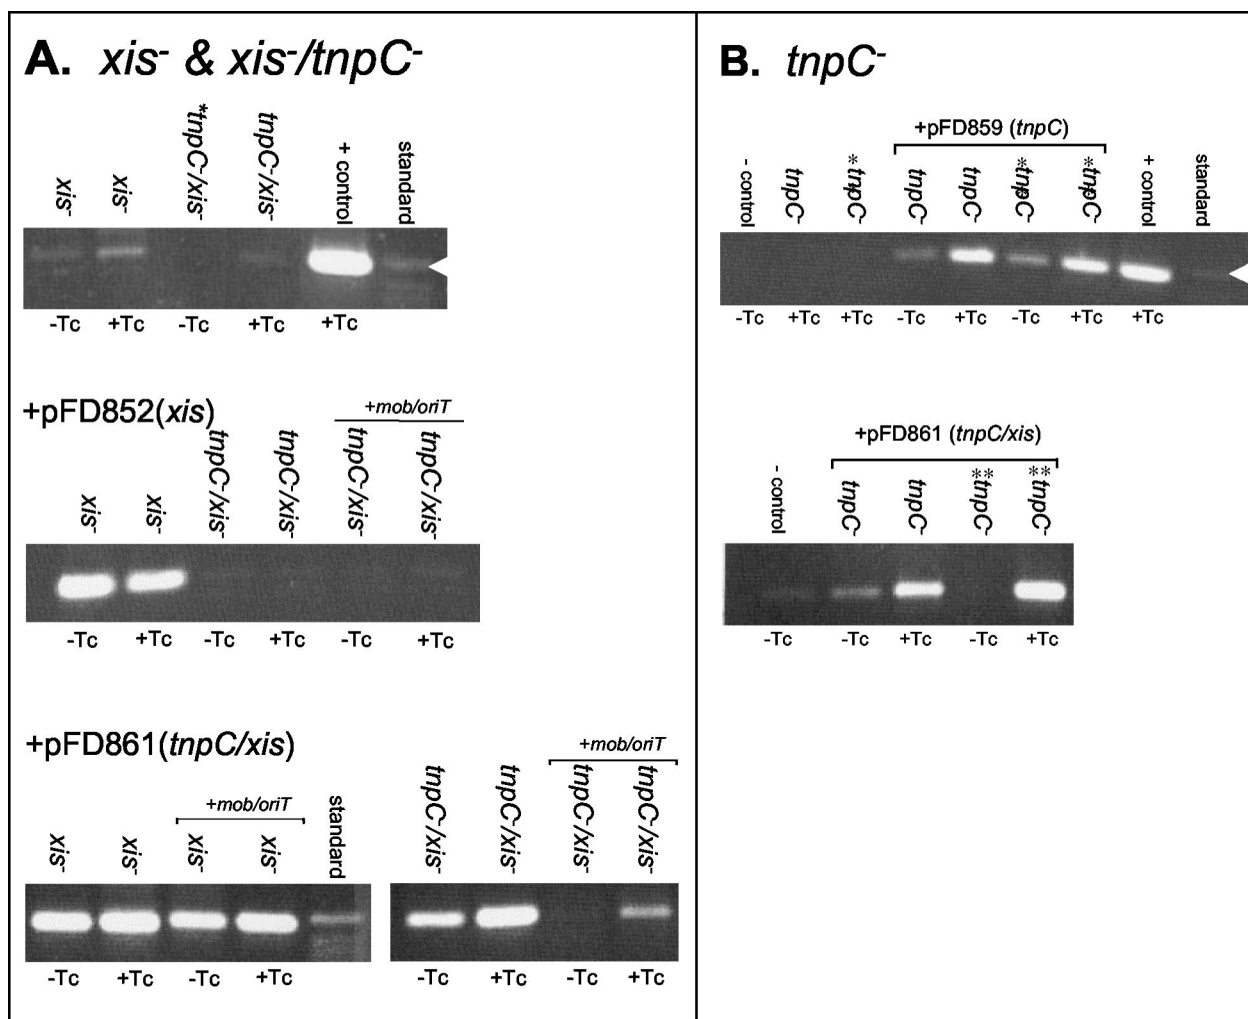 A. xis- & xis-/tnpC-
xis-
xis-
*tnpC-/xis-
tnpC-/xis-
+ control
standard
-Tc +Tc -Tc +Tc +Tc
+pFD852(xis)
+mob/oriT
xis-
xis-
tnpC-/xis-
tnpC-/xis-
tnpC-/xis-
tnpC-/xis-
-Tc +Tc -Tc +Tc -Tc +Tc
+pFD861(tnpC/xis)
+mob/oriT
xis-
xis-
xis-
xis-
standard
-Tc +Tc -Tc +Tc
+mob/oriT
tnpC-/xis-
tnpC-/xis-
tnpC-/xis-
tnpC-/xis-
-Tc +Tc -Tc +Tc
B. tnpC-
+pFD859 (tnpC)
- control
tnpC-
tnpC-
tnpC-
+ control
standard
-Tc +Tc +Tc -Tc +Tc -Tc +Tc +Tc
+pFD861 (tnpC/xis)
- control
tnpC-
tnpC-
**tnpC-
**tnpC-
-Tc -Tc +Tc -Tc +Tc